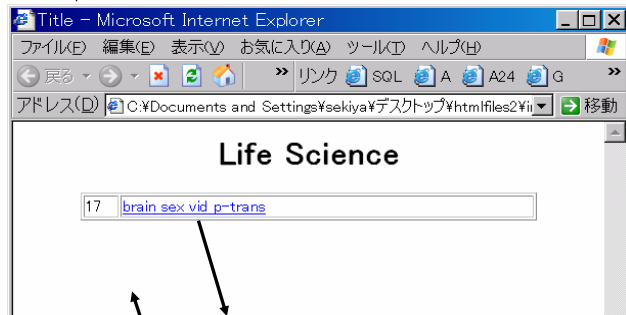 Title - Microsoft Internet Explorer
ファイル(F) 編集(E) 表示(V) お気に入り(A) ツール(T) ヘルプ(H)
戻る » リンク SQL A A24 G »
アドレス(D) C:¥Documents and Settings¥sekiya¥デスクトップ¥htmlfiles2¥i 移動
Life Science
17 brain sex vid p-trans